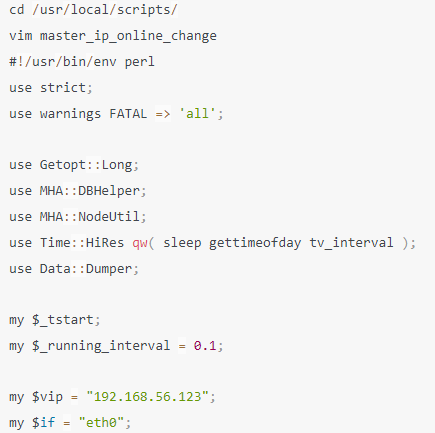 cd /usr/local/scripts/
vim master_ip_online_change
#!/usr/bin/env perl
use strict;
use warnings FATAL => 'all';
use Getopt::Long;
use MHA::DBHelper;
use MHA::NodeUtil;
use Time::HiRes qw( sleep gettimeofday tv_interval );
use Data::Dumper;
my $_tstart;
my $_running_interval = 0.1;
my $vip = "192.168.56.123";
my $if = "eth0";